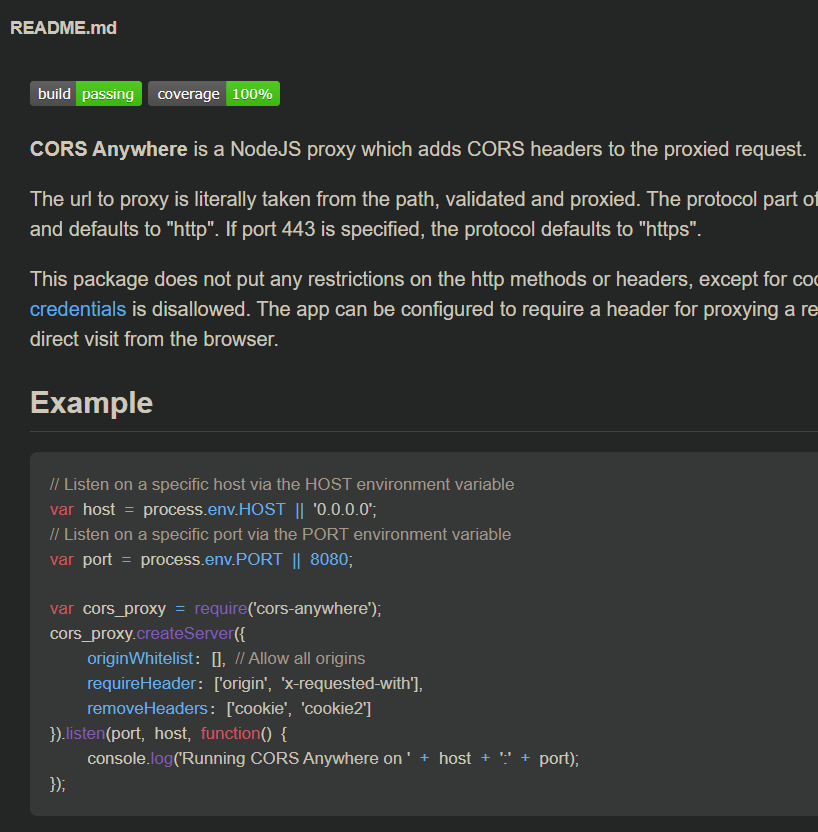 README.md
build passing coverage 100%
CORS Anywhere is a NodeJS proxy which adds CORS headers to the proxied request.
The url to proxy is literally taken from the path, validated and proxied. The protocol part of
and defaults to "http". If port 443 is specified, the protocol defaults to "https".
This package does not put any restrictions on the http methods or headers, except for
credentials is disallowed. The app can be configured to require a header for proxying a
direct visit from the browser.
Example
// Listen on a specific host via the HOST environment variable
var host = process.env.HOST || '0.0.0.0';
// Listen on a specific port via the PORT environment variable
var port = process.env.PORT || 8080;
var cors_proxy = require('cors-anywhere');
cors_proxy.createServer({
originWhitelist: [], // Allow all origins
requireHeader: ['origin', 'x-requested-with'],
removeHeaders: ['cookie', 'cookie2']
}).listen(port, host, function() {
console.log('Running CORS Anywhere on ' + host + ':' + port);
});